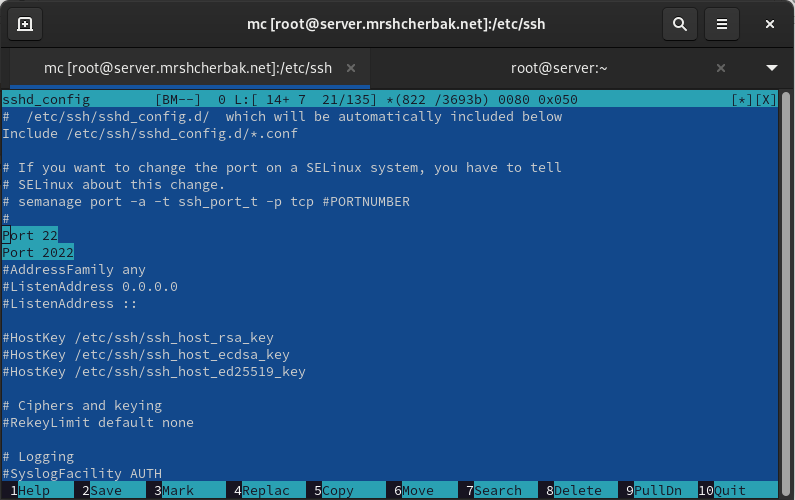 mc [root@server.mrshcherbak.net]:/etc/ssh
mc [root@server.mrshcherbak.net]:/etc/ssh × root@server:~ ×
sshd_config [BM--] 0 L:[ 14+ 7 21/135] *(822 /3693b) 0080 0x050 [*][X]
# /etc/ssh/sshd_config.d/ which will be automatically included below
Include /etc/ssh/sshd_config.d/*.conf
# If you want to change the port on a SELinux system, you have to tell
# SELinux about this change.
# semanage port -a -t ssh_port_t -p tcp #PORTNUMBER
#
Port 22
Port 2022
#AddressFamily any
#ListenAddress 0.0.0.0
#ListenAddress ::
#HostKey /etc/ssh/ssh_host_rsa_key
#HostKey /etc/ssh/ssh_host_ecdsa_key
#HostKey /etc/ssh/ssh_host_ed25519_key
# Ciphers and keying
#RekeyLimit default none
# Logging
#SyslogFacility AUTH
1Help 2Save 3Mark 4Replac 5Copy 6Move 7Search 8Delete 9PullDn 10Quit